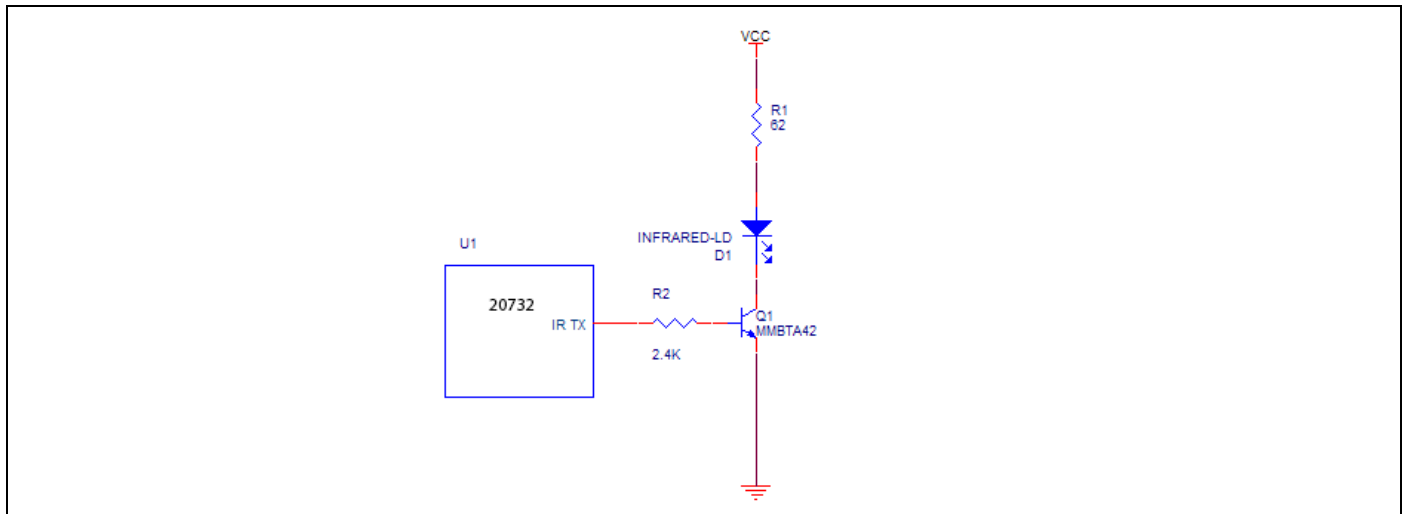 VCC
R1
62
INFRARED-LD
D1
U1
20732
IR TX
R2
2.4K
Q1
MMBTA42